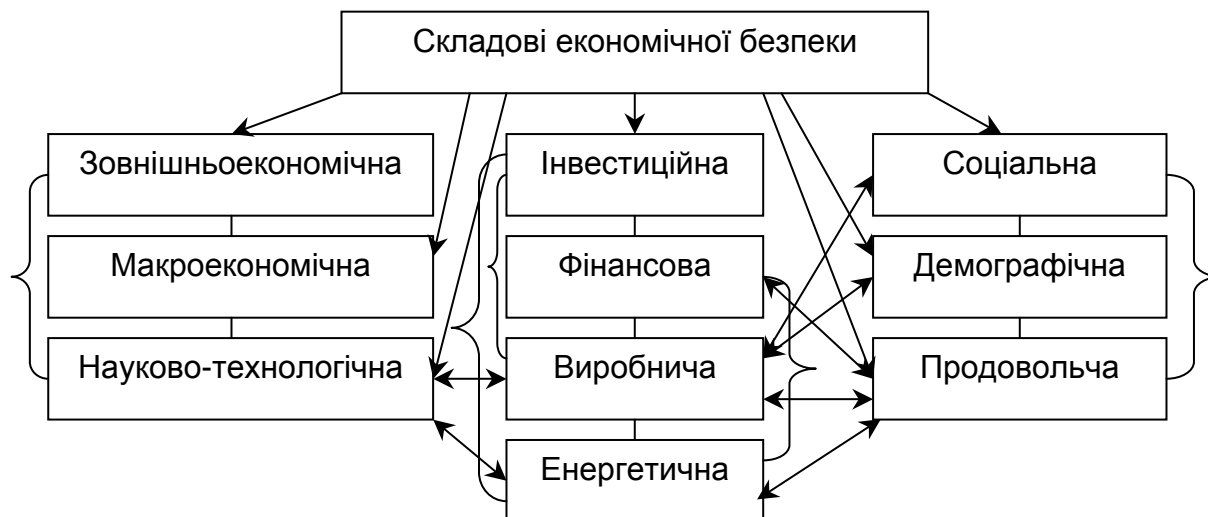 Складові економічної безпеки
Зовнішньоекономічна
Інвестиційна
Соціальна
Макроекономічна
Фінансова
Демографічна
Науково-технологічна
Виробнича
Продовольча
Енергетична